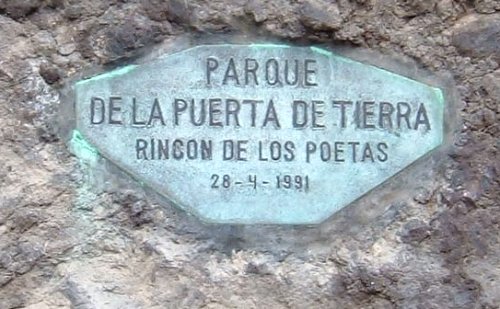 PARQUE
DE LA PUERTA DE TIERRA
RINCON DE LOS POETAS
28-4-1991